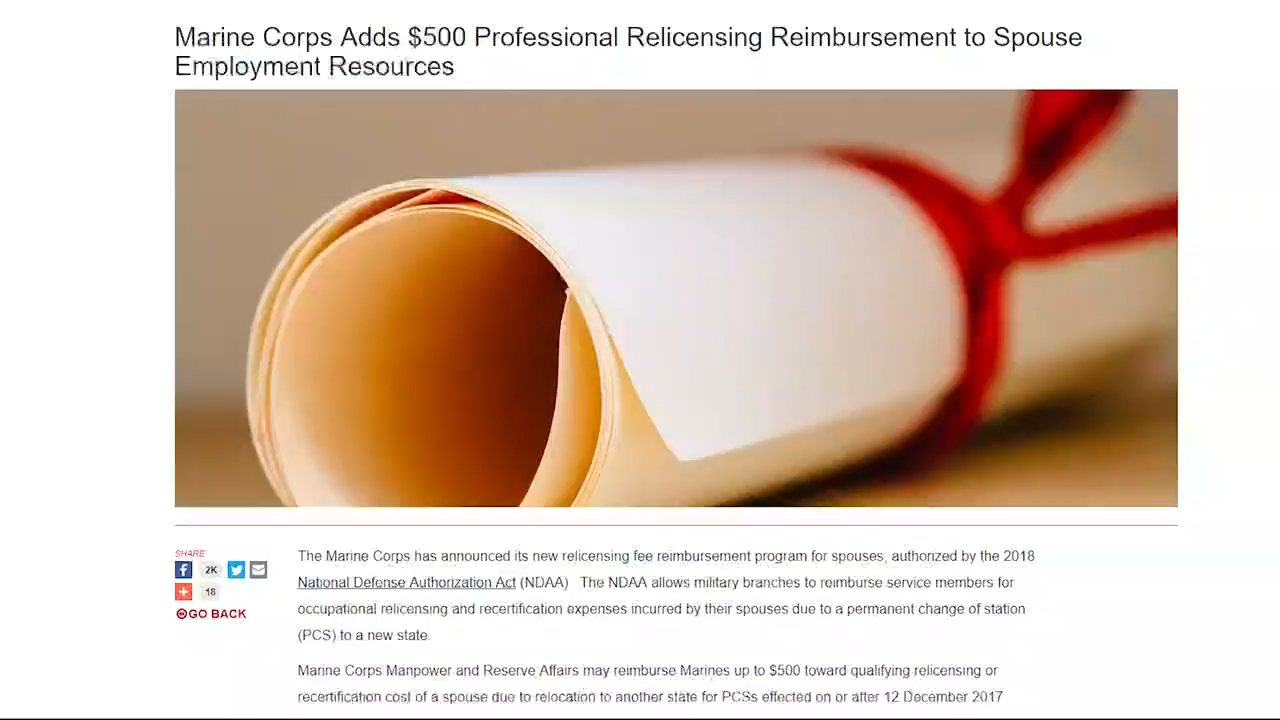 Marine Corps Adds $500 Professional Relicensing Reimbursement to Spouse
Employment Resources
SHARE
2K
18
GO BACK
The Marine Corps has announced its new relicensing fee reimbursement program for spouses, authorized by the 2018
National Defense Authorization Act (NDAA) The NDAA allows military branches to reimburse service members for
occupational relicensing and recertification expenses incurred by their spouses due to a permanent change of station
(PCS) to a new state.
Marine Corps Manpower and Reserve Affairs may reimburse Marines up to $500 toward qualifying relicensing or
recertification cost of a spouse due to relocation to another state for PCSs effected on or after 12 December 2017